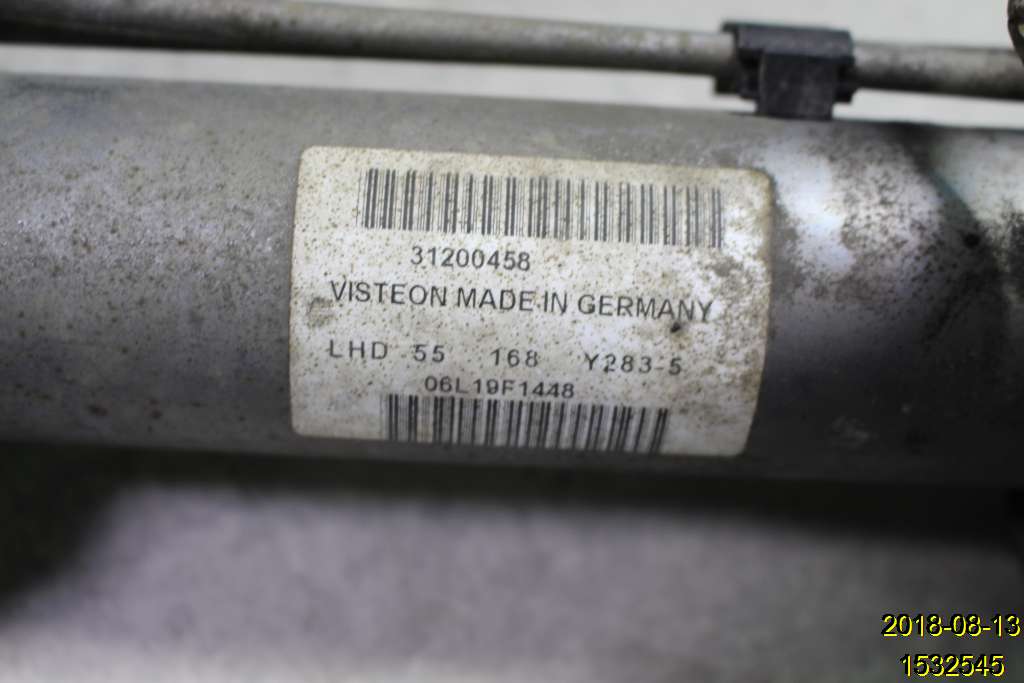 31200458
VISTEON MADE IN GERMANY
LHD 55 168 Y283-5
06L19F1448
2018-08-13
1532545